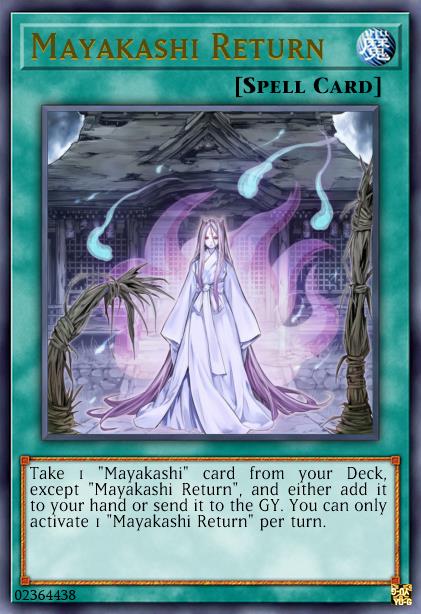 Mayakashi Return
魔
[Spell Card]
Take 1 "Mayakashi" card from your Deck,
except "Mayakashi Return", and either add it
to your hand or send it to the GY. You can only
activate 1 "Mayakashi Return" per turn.
02364438